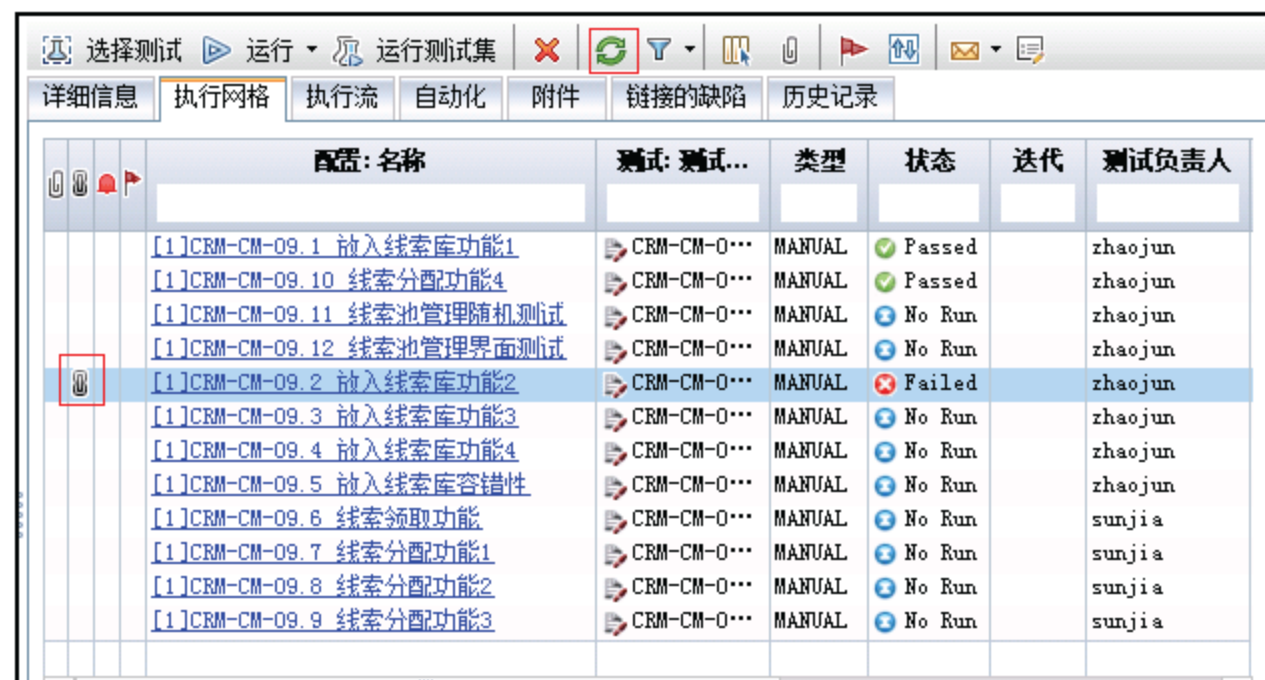 选择测试 运行 运行测试集
详细信息 执行网格 执行流 自动化 附件 链接的缺陷 历史记录
配置: 名称 测试: 测试... 类型 状态 迭代 测试负责人
[1]CRM-CM-09.1 放入线索库功能1 CRM-CM-0... MANUAL Passed zhaojun
[1]CRM-CM-09.10 线索分配功能4 CRM-CM-0... MANUAL Passed zhaojun
[1]CRM-CM-09.11 线索池管理随机测试 CRM-CM-0... MANUAL No Run zhaojun
[1]CRM-CM-09.12 线索池管理界面测试 CRM-CM-0... MANUAL No Run zhaojun
[1]CRM-CM-09.2 放入线索库功能2 CRM-CM-0... MANUAL Failed zhaojun
[1]CRM-CM-09.3 放入线索库功能3 CRM-CM-0... MANUAL No Run zhaojun
[1]CRM-CM-09.4 放入线索库功能4 CRM-CM-0... MANUAL No Run zhaojun
[1]CRM-CM-09.5 放入线索库容错性 CRM-CM-0... MANUAL No Run zhaojun
[1]CRM-CM-09.6 线索领取功能 CRM-CM-0... MANUAL No Run sunjia
[1]CRM-CM-09.7 线索分配功能1 CRM-CM-0... MANUAL No Run sunjia
[1]CRM-CM-09.8 线索分配功能2 CRM-CM-0... MANUAL No Run sunjia
[1]CRM-CM-09.9 线索分配功能3 CRM-CM-0... MANUAL No Run sunjia